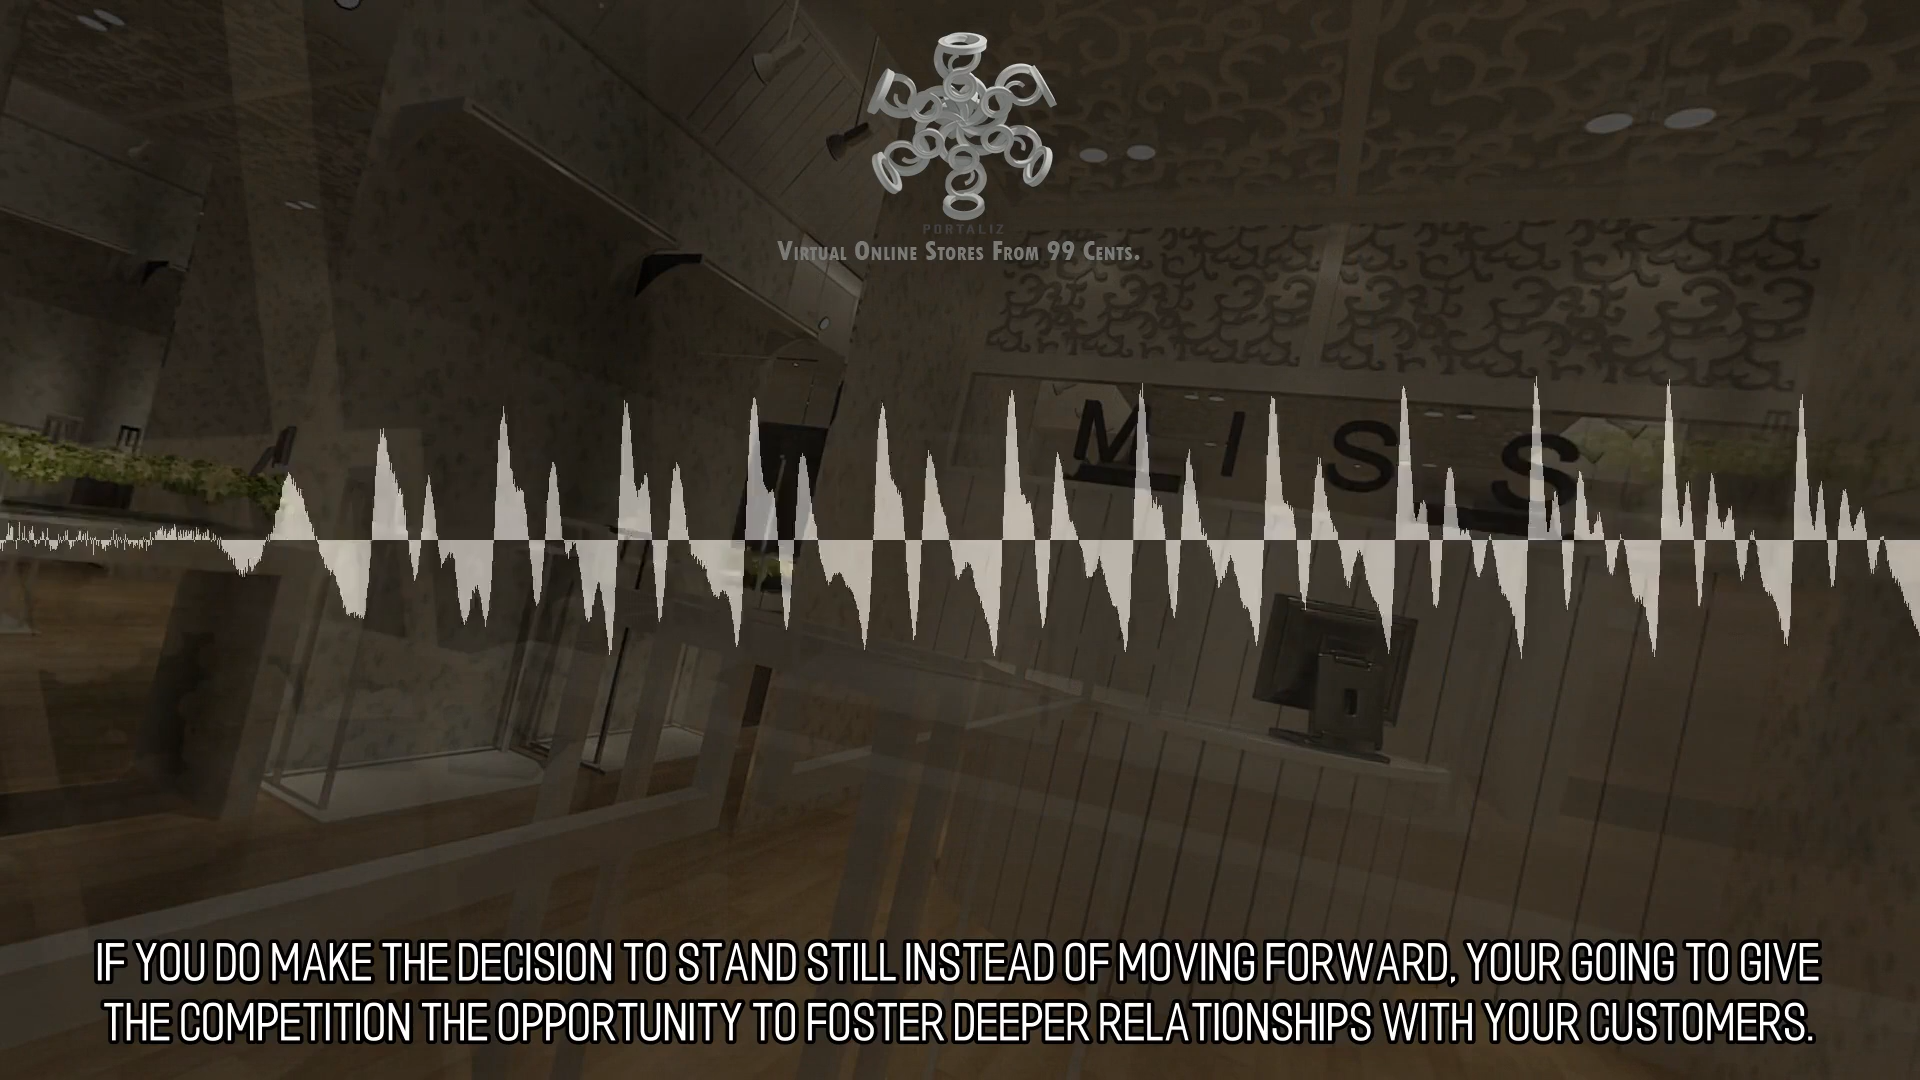 PORTALIZ
Virtual Online Stores From 99 Cents.
MISS
IF YOU DO MAKE THE DECISION TO STAND STILL INSTEAD OF MOVING FORWARD, YOUR GOING TO GIVE
THE COMPETITION THE OPPORTUNITY TO FOSTER DEEPER RELATIONSHIPS WITH YOUR CUSTOMERS.